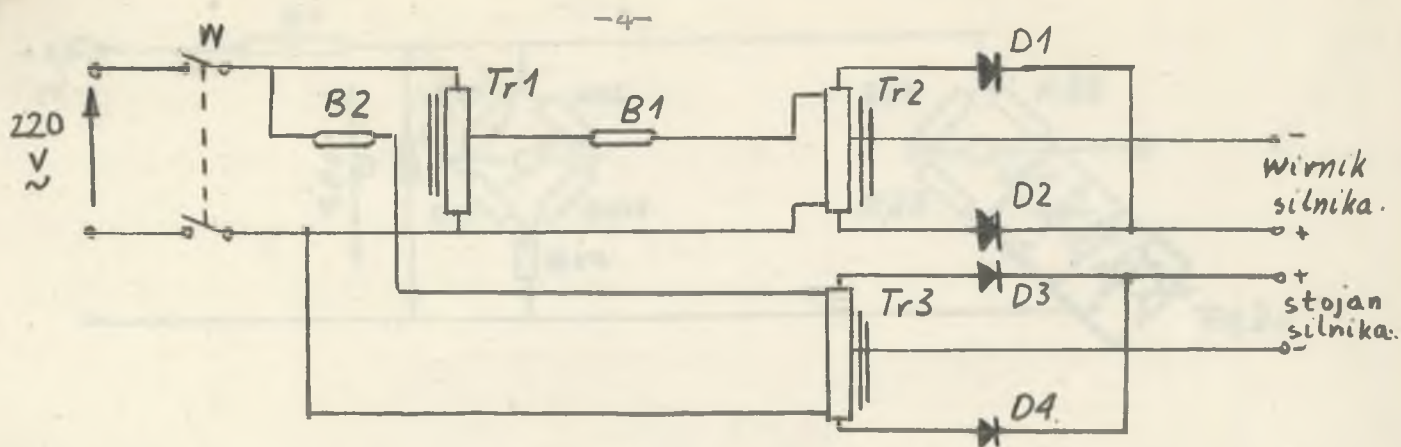 -4-
W
D1
Tr1
Tr2
B2
B1
220
V
~
-
wirnik
silnika.
D2
+
+
D3
Tr3
stojan
silnika.
-
D4.